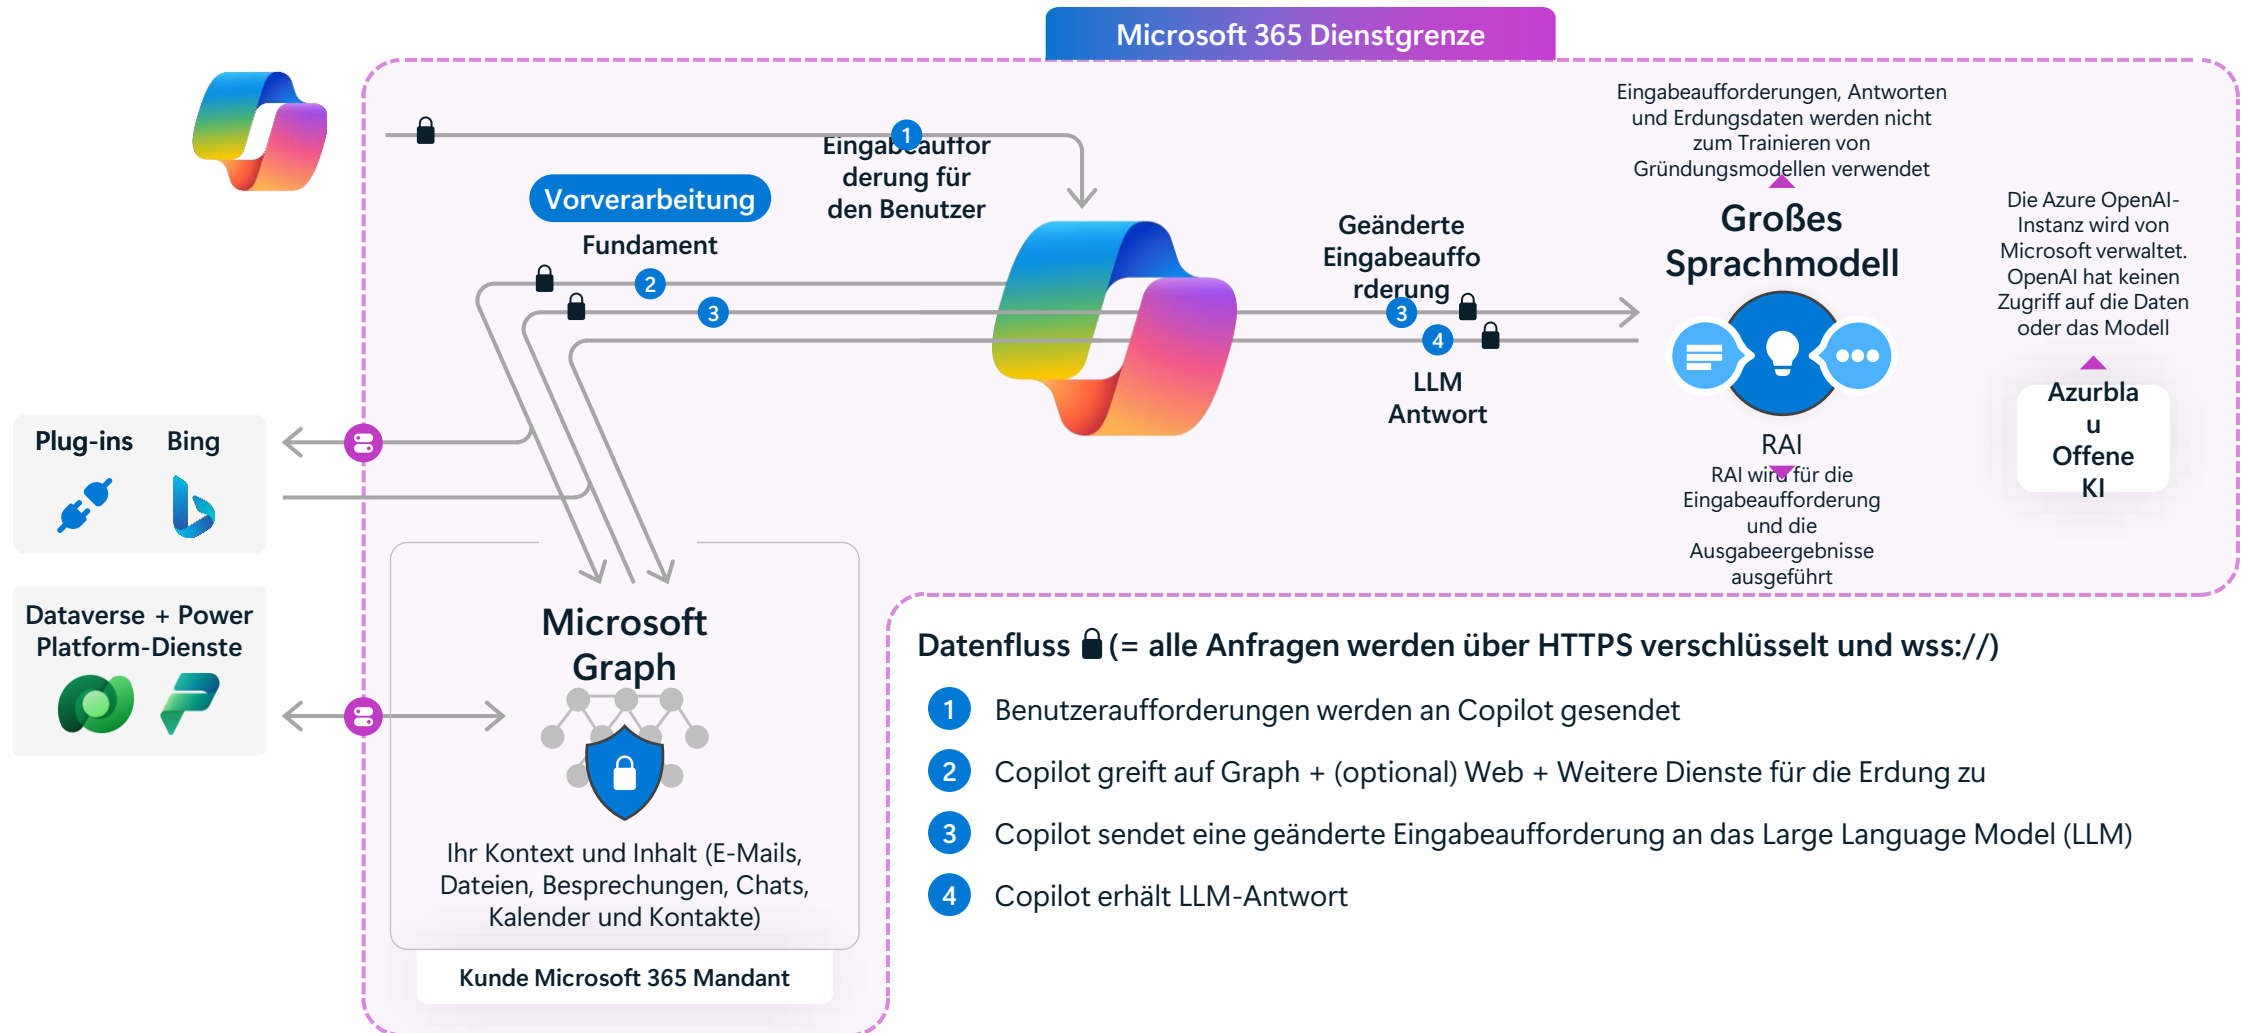 Microsoft 365 Dienstgrenze
Eingabeaufforderungen, Antworten
und Erdungsdaten werden nicht
zum Trainieren von
Gründungsmodellen verwendet
1
Eingabeauffor
derung für
den Benutzer
Vorverarbeitung
Fundament
2
3
Geänderte
Eingabeauffo
rderung
3
4
LLM
Antwort
Großes
Sprachmodell
RAI
RAI wird für die
Eingabeaufforderung
und die
Ausgabeergebnisse
ausgeführt
Die Azure OpenAI-
Instanz wird von
Microsoft verwaltet.
OpenAI hat keinen
Zugriff auf die Daten
oder das Modell
Azurbla
u
Offene
KI
Plug-ins Bing
Dataverse + Power
Platform-Dienste
Microsoft
Graph
Ihr Kontext und Inhalt (E-Mails,
Dateien, Besprechungen, Chats,
Kalender und Kontakte)
Kunde Microsoft 365 Mandant
Datenfluss (= alle Anfragen werden über HTTPS verschlüsselt und wss://)
1 Benutzeraufforderungen werden an Copilot gesendet
2 Copilot greift auf Graph + (optional) Web + Weitere Dienste für die Erdung zu
3 Copilot sendet eine geänderte Eingabeaufforderung an das Large Language Model (LLM)
4 Copilot erhält LLM-Antwort